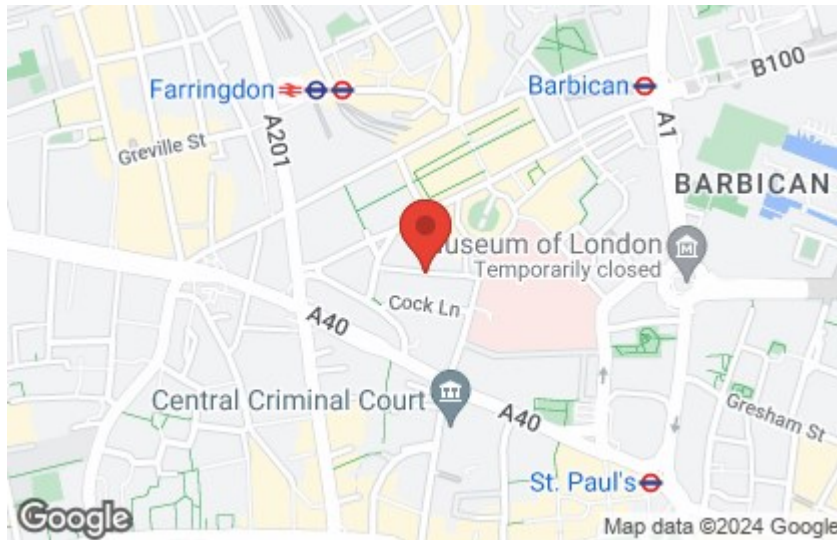 Farringdon
Barbican
B100
Greville St
A201
A1
BARBICAN
useum of London
Temporarily closed
Cock Ln
A40
Central Criminal Court
A40
Gresham St
St. Paul's
Google
Map data ©2024 Google